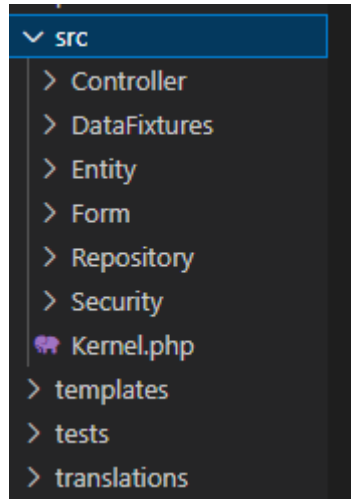 src
Controller
DataFixtures
Entity
Form
Repository
Security
Kernel.php
templates
tests
translations